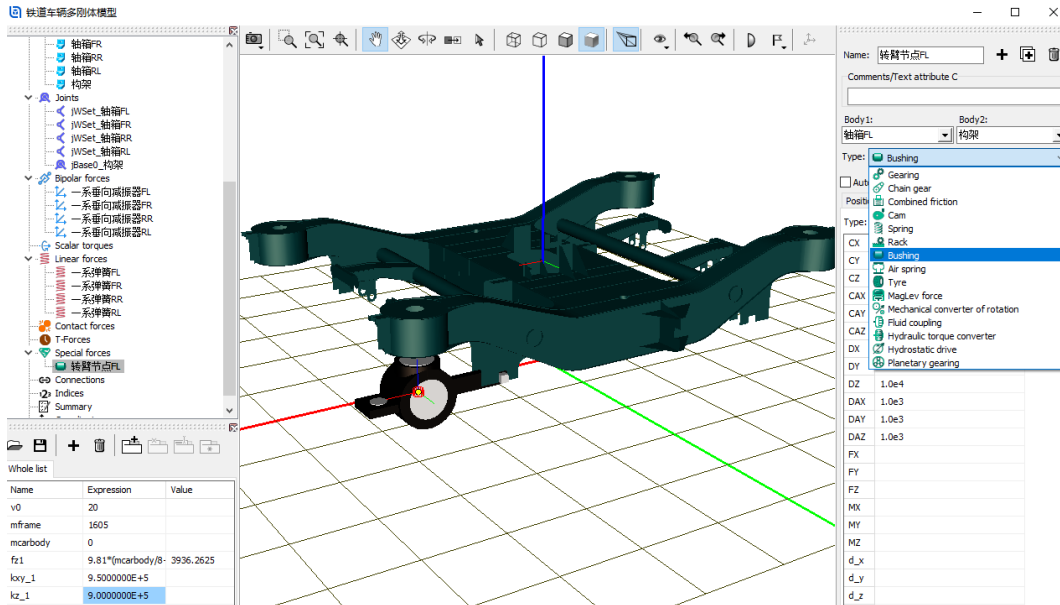 铁道车辆多刚体模型
轴箱FR
轴箱RR
轴箱RL
构架
Joints
jWSet_轴箱FL
jWSet_轴箱FR
jWSet_轴箱RR
jWSet_轴箱RL
jBase0_构架
Bipolar forces
一系垂向减振器FL
一系垂向减振器FR
一系垂向减振器RR
一系垂向减振器RL
Scalar torques
Linear forces
一系弹簧FL
一系弹簧FR
一系弹簧RR
一系弹簧RL
Contact forces
T-Forces
Special forces
转臂节点FL
Connections
Indices
Summary
Whole list
Name Expression Value
v0 20
mframe 1605
mcarbody 0
fz1 9.81*(mcarbody/8- 3936.2625
kxy_1 9.5000000E+5
kz_1 9.0000000E+5
Name: 转臂节点FL
Comments/Text attribute C
Body1: Body2:
轴箱FL 构架
Type: Bushing
Gearing
Chain gear
Combined friction
Cam
Spring
Rack
Bushing
Air spring
Tyre
MagLev force
Mechanical converter of rotation
Fluid coupling
Hydraulic torque converter
Hydrostatic drive
Planetary gearing
Type:
CX
CY
CZ
CAX
CAY
CAZ
DX
DY
DZ 1.0e4
DAX 1.0e3
DAY 1.0e3
DAZ 1.0e3
FX
FY
FZ
MX
MY
MZ
d_x
d_y
d_z